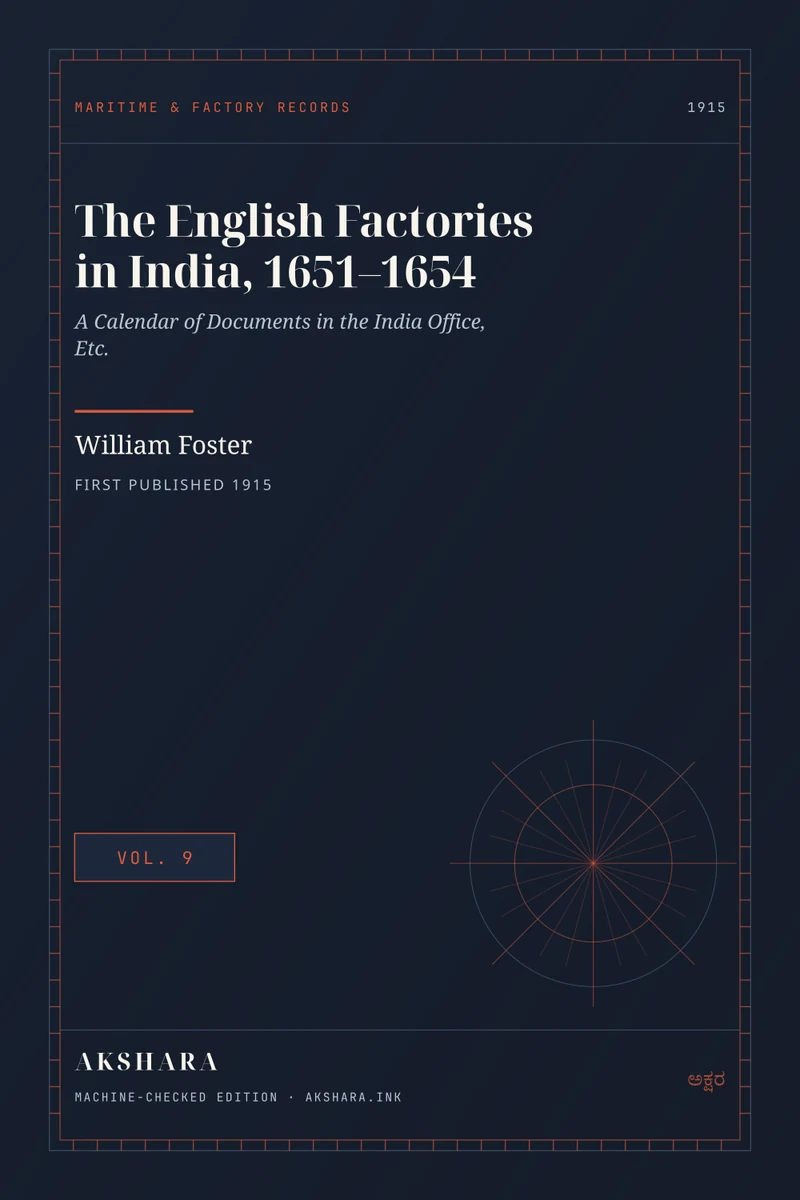 MARITIME & FACTORY RECORDS 1915
The English Factories
in India, 1651–1654
A Calendar of Documents in the India Office,
Etc.
William Foster
FIRST PUBLISHED 1915
VOL. 9
AKSHARA
MACHINE-CHECKED EDITION · AKSHARA.INK
ಅಕ್ಷರ